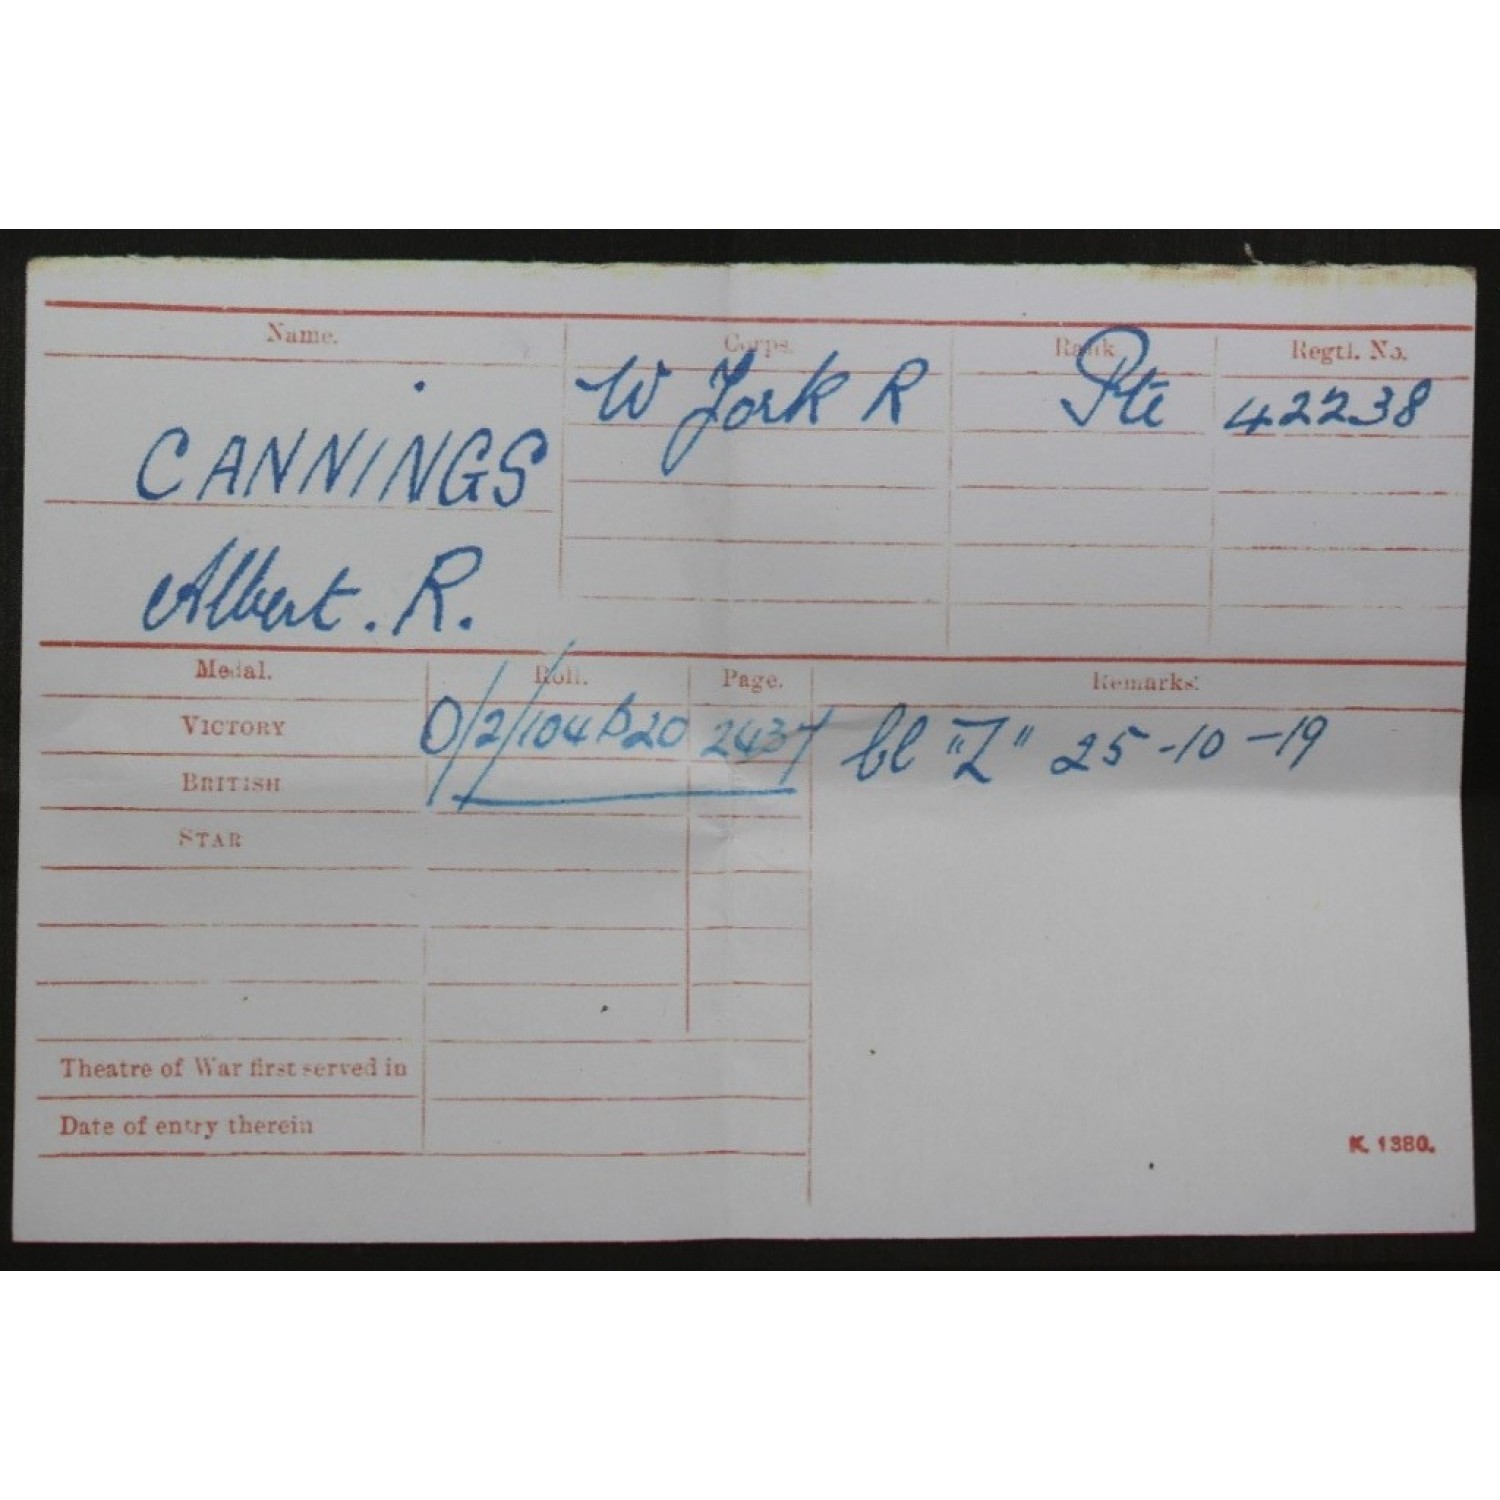 Name. Corps. Rank Regtl. No.
W York R Pte 42238
CANNINGS
Albert. R.
Medal. Roll. Page. Remarks:
VICTORY O/2/104B20 2437 Cl "Z" 25-10-19
BRITISH
STAR
Theatre of War first served in
Date of entry therein
K. 1380.